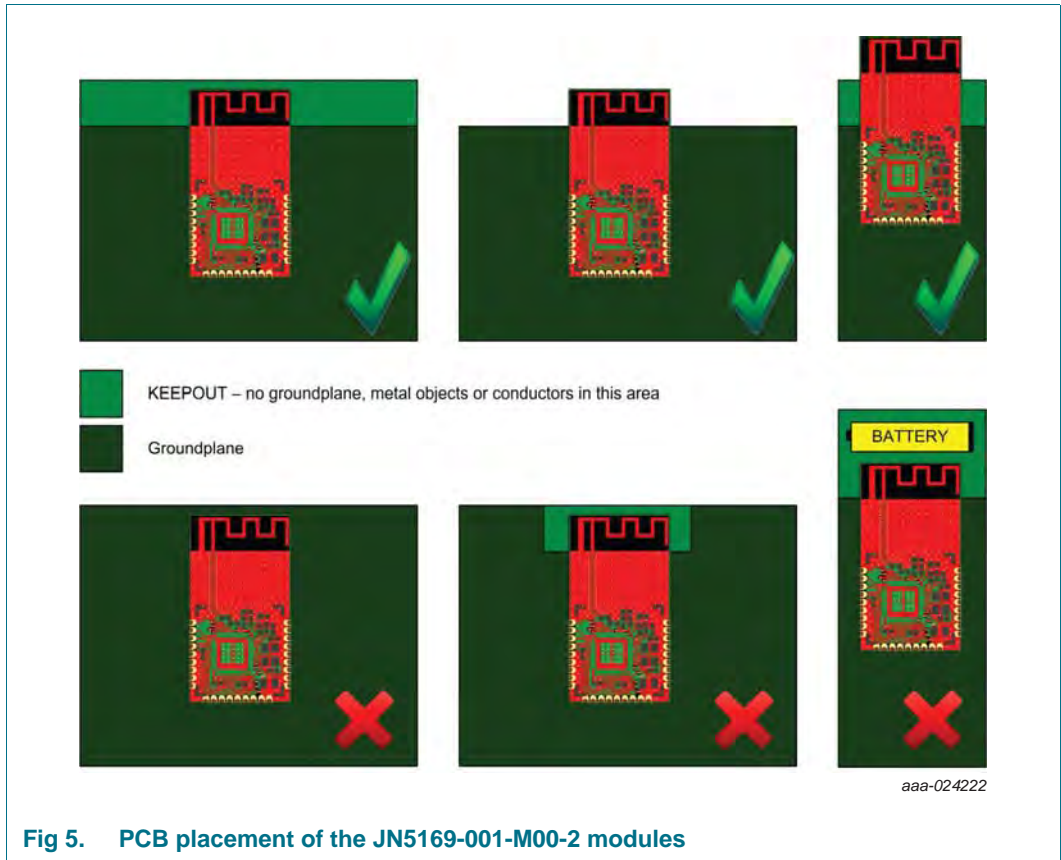 KEEPOUT – no groundplane, metal objects or conductors in this area
Groundplane
BATTERY
aaa-024222
Fig 5. PCB placement of the JN5169-001-M00-2 modules